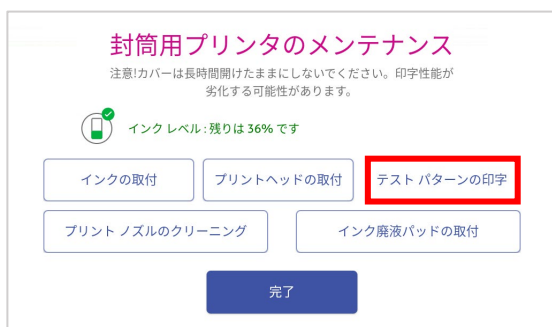 封筒用プリンタのメンテナンス
注意!カバーは長時間開けたままにしないでください。印字性能が
劣化する可能性があります。
インク レベル : 残りは 36% です
インクの取付
プリントヘッドの取付
テスト パターンの印字
プリント ノズルのクリーニング
インク廃液パッドの取付
完了